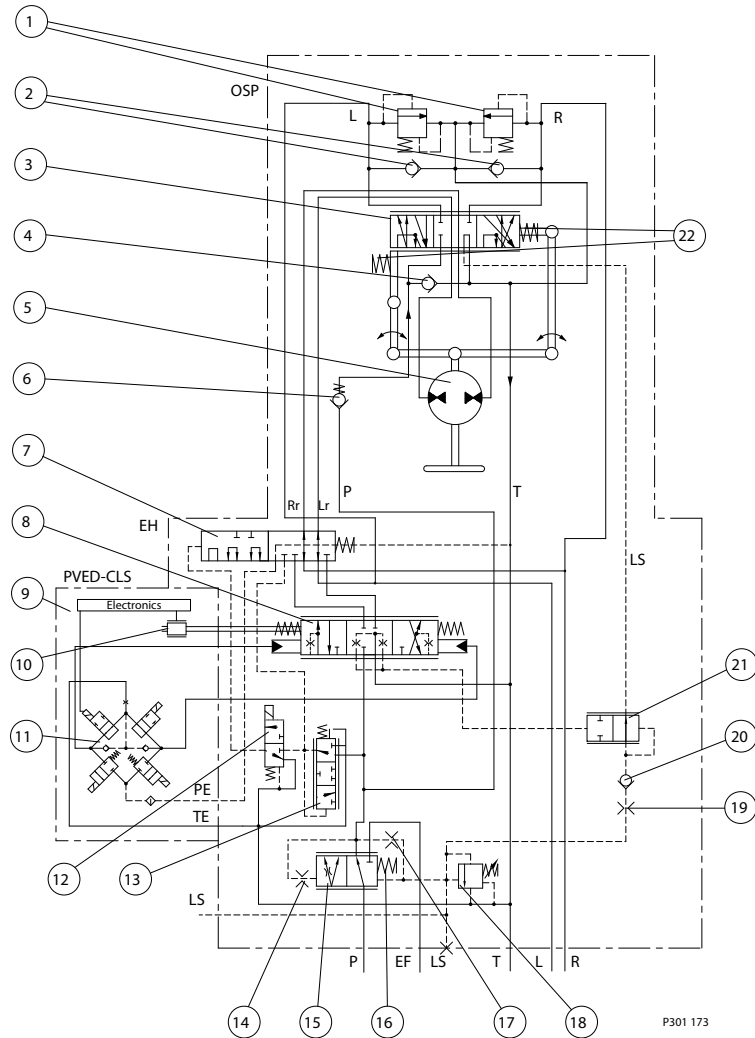 1
OSP
L
R
2
3
22
4
5
6
P
T
Rr
Lr
7
EH
LS
8
PVED-CLS
9
Electronics
10
21
11
20
PE
19
TE
12
13
LS
P
EF
LS
T
L
R
14
15
16
17
18
P301 173